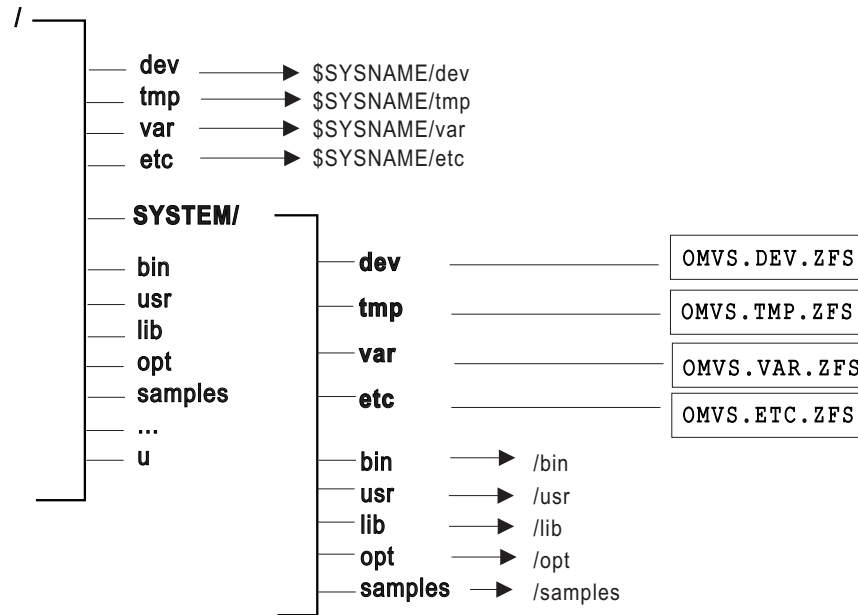 /
dev $SYSNAME/dev
tmp $SYSNAME/tmp
var $SYSNAME/var
etc $SYSNAME/etc
SYSTEM/
bin
usr
lib
opt
samples
...
u
dev OMVS.DEV.ZFS
tmp OMVS.TMP.ZFS
var OMVS.VAR.ZFS
etc OMVS.ETC.ZFS
bin /bin
usr /usr
lib /lib
opt /opt
samples /samples